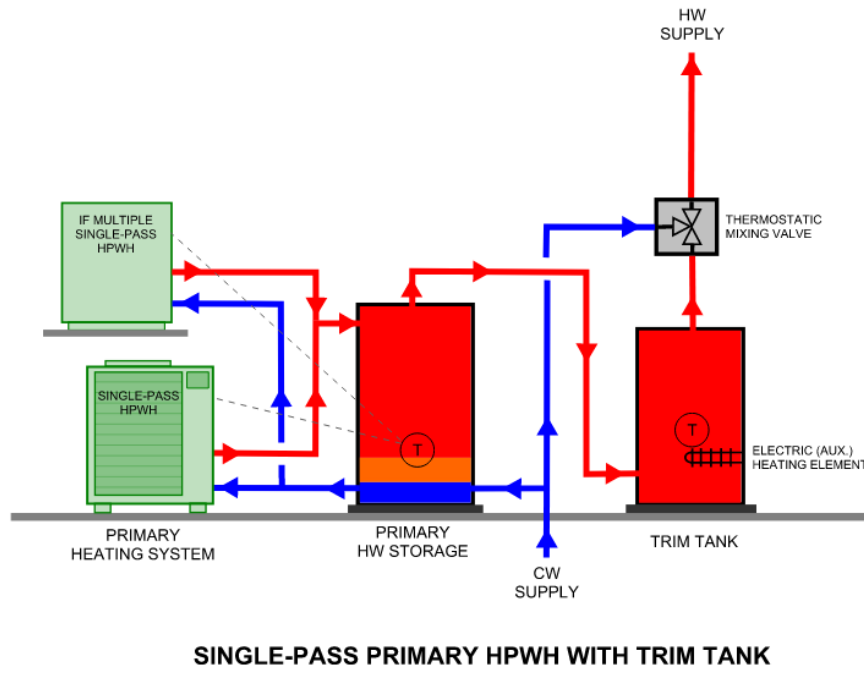 HW
SUPPLY
IF MULTIPLE
SINGLE-PASS
HPWH
THERMOSTATIC
MIXING VALVE
SINGLE-PASS
HPWH
T
T
ELECTRIC (AUX.)
HEATING ELEMENT
PRIMARY
HEATING SYSTEM
PRIMARY
HW STORAGE
TRIM TANK
CW
SUPPLY
SINGLE-PASS PRIMARY HPWH WITH TRIM TANK